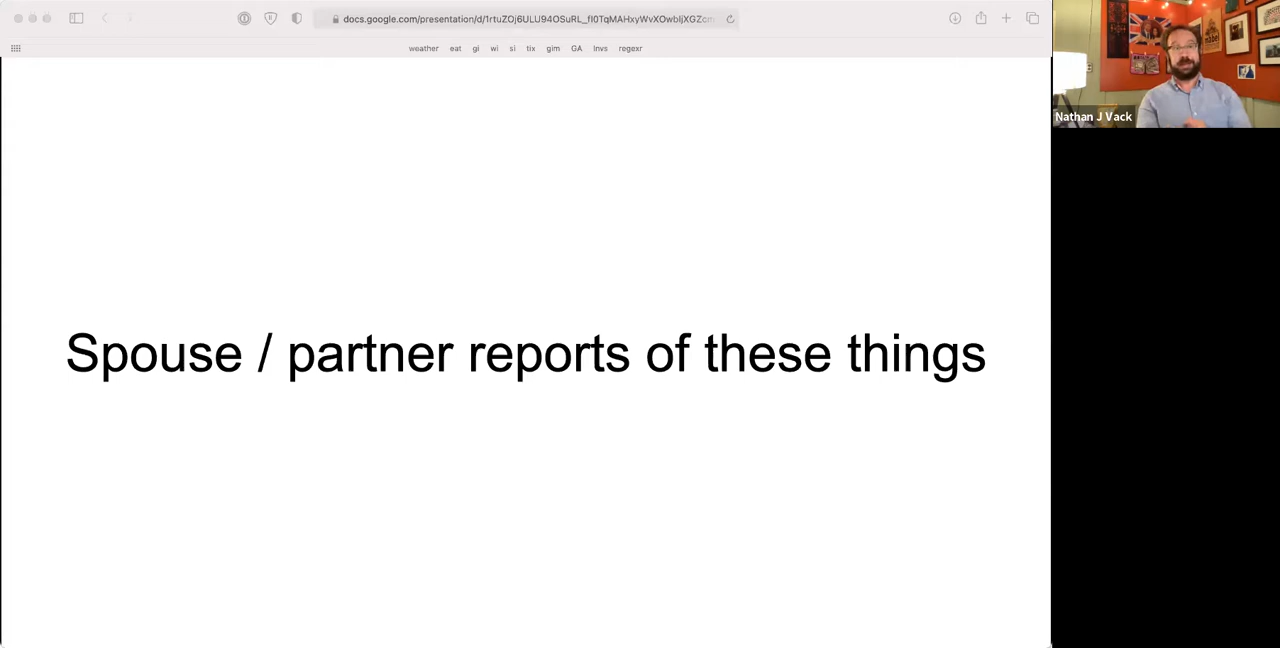 docs.google.com/presentation/d/1rtuZOj6ULU94OSuRL_fI0TqMAHxyWvXOwbIjXGZcm
weather eat gi wi si tix gim GA Invs regexr
Nathan J Vack
Spouse / partner reports of these things